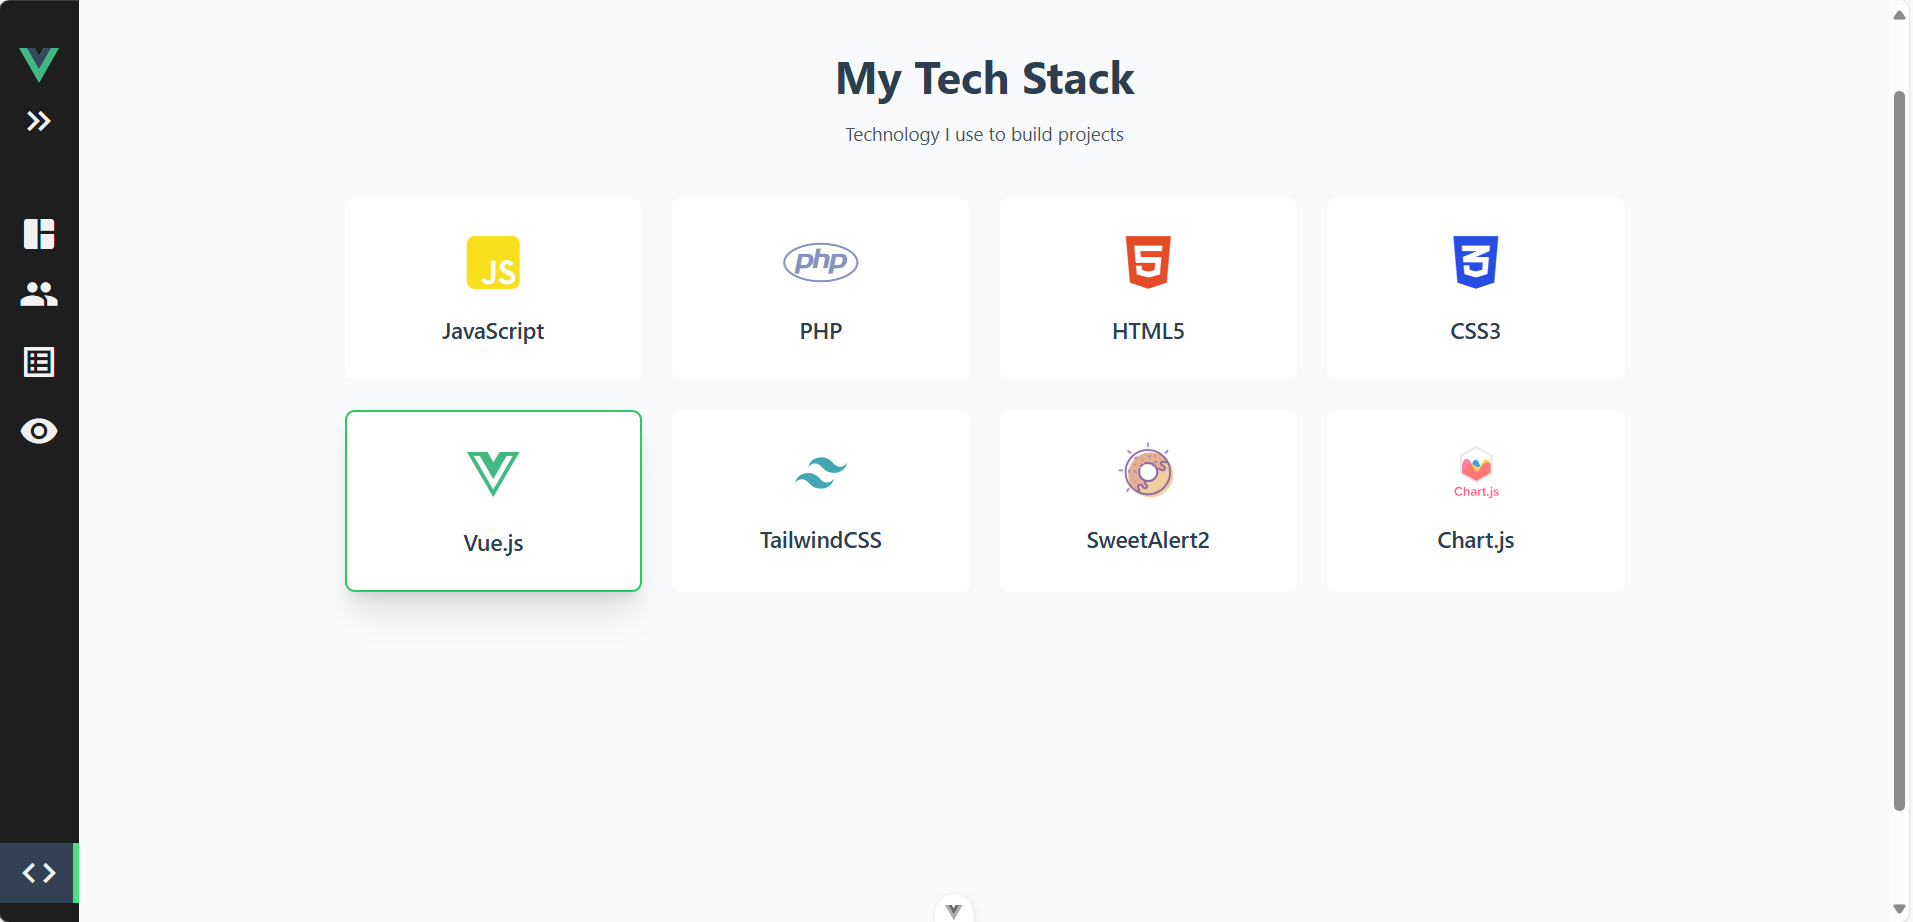 My Tech Stack
Technology I use to build projects
JS
php
JavaScript
PHP
HTML5
CSS3
Chart.js
Vue.js
TailwindCSS
SweetAlert2
Chart.js